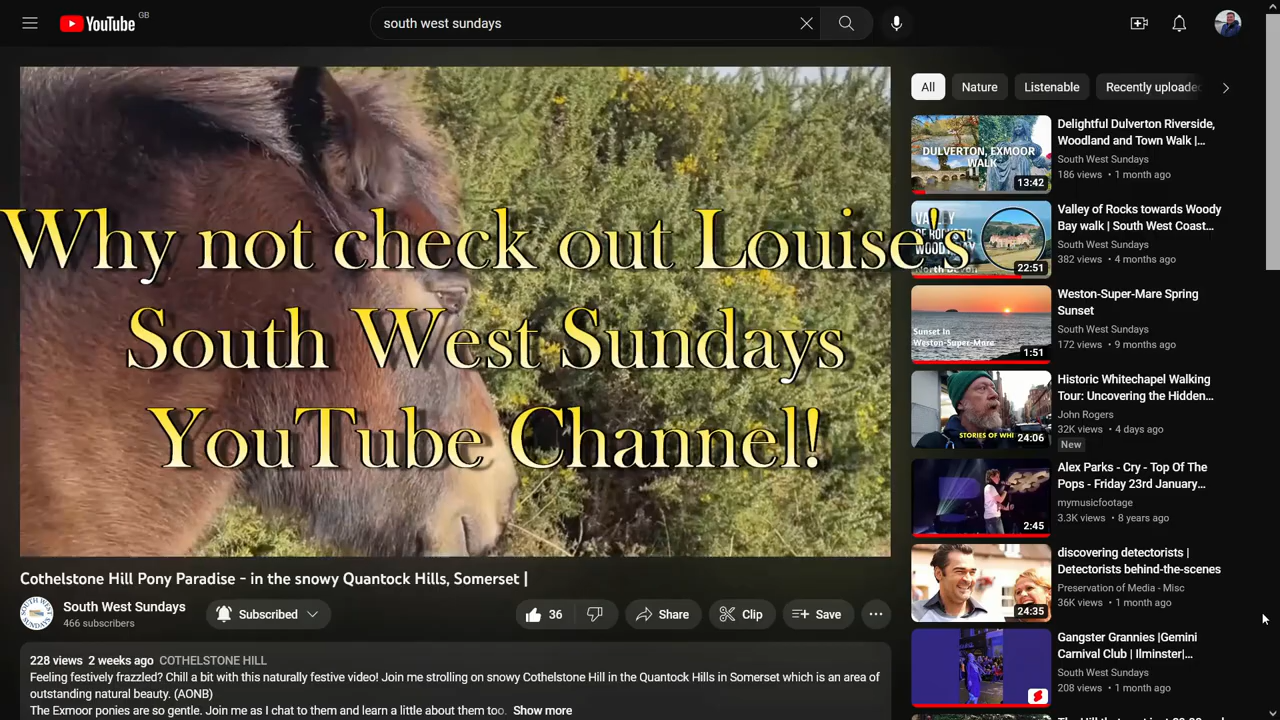 YouTube GB
south west sundays
Why not check out Louise's
South West Sundays
YouTube Channel!
Cothelstone Hill Pony Paradise - in the snowy Quantock Hills, Somerset |
SOUTH WEST SUNDAYS
South West Sundays
466 subscribers
Subscribed
36
Share
Clip
Save
228 views 2 weeks ago COTHELSTONE HILL
Feeling festively frazzled? Chill a bit with this naturally festive video! Join me strolling on snowy Cothelstone Hill in the Quantock Hills in Somerset which is an area of
outstanding natural beauty. (AONB)
The Exmoor ponies are so gentle. Join me as I chat to them and learn a little about them too. Show more
All
Nature
Listenable
Recently uploaded
DULVERTON, EXMOOR
WALK
13:42
Delightful Dulverton Riverside,
Woodland and Town Walk |...
South West Sundays
186 views • 1 month ago
22:51
Valley of Rocks towards Woody
Bay walk | South West Coast...
South West Sundays
382 views • 4 months ago
Sunset In
Weston-Super-Mare
1:51
Weston-Super-Mare Spring
Sunset
South West Sundays
172 views • 9 months ago
STORIES OF WHI
24:06
Historic Whitechapel Walking
Tour: Uncovering the Hidden...
John Rogers
32K views • 4 days ago
New
2:45
Alex Parks - Cry - Top Of The
Pops - Friday 23rd January...
mymusicfootage
3.3K views • 8 years ago
24:35
discovering detectorists |
Detectorists behind-the-scenes
Preservation of Media - Misc
36K views • 1 month ago
Gangster Grannies |Gemini
Carnival Club | Ilminster|...
South West Sundays
208 views • 1 month ago